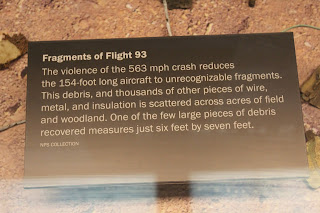 Fragments of Flight 93
The violence of the 563 mph crash reduces
the 154-foot long aircraft to unrecognizable fragments.
This debris, and thousands of other pieces of wire,
metal, and insulation is scattered across acres of field
and woodland. One of the few large pieces of debris
recovered measures just six feet by seven feet.
NPS COLLECTION